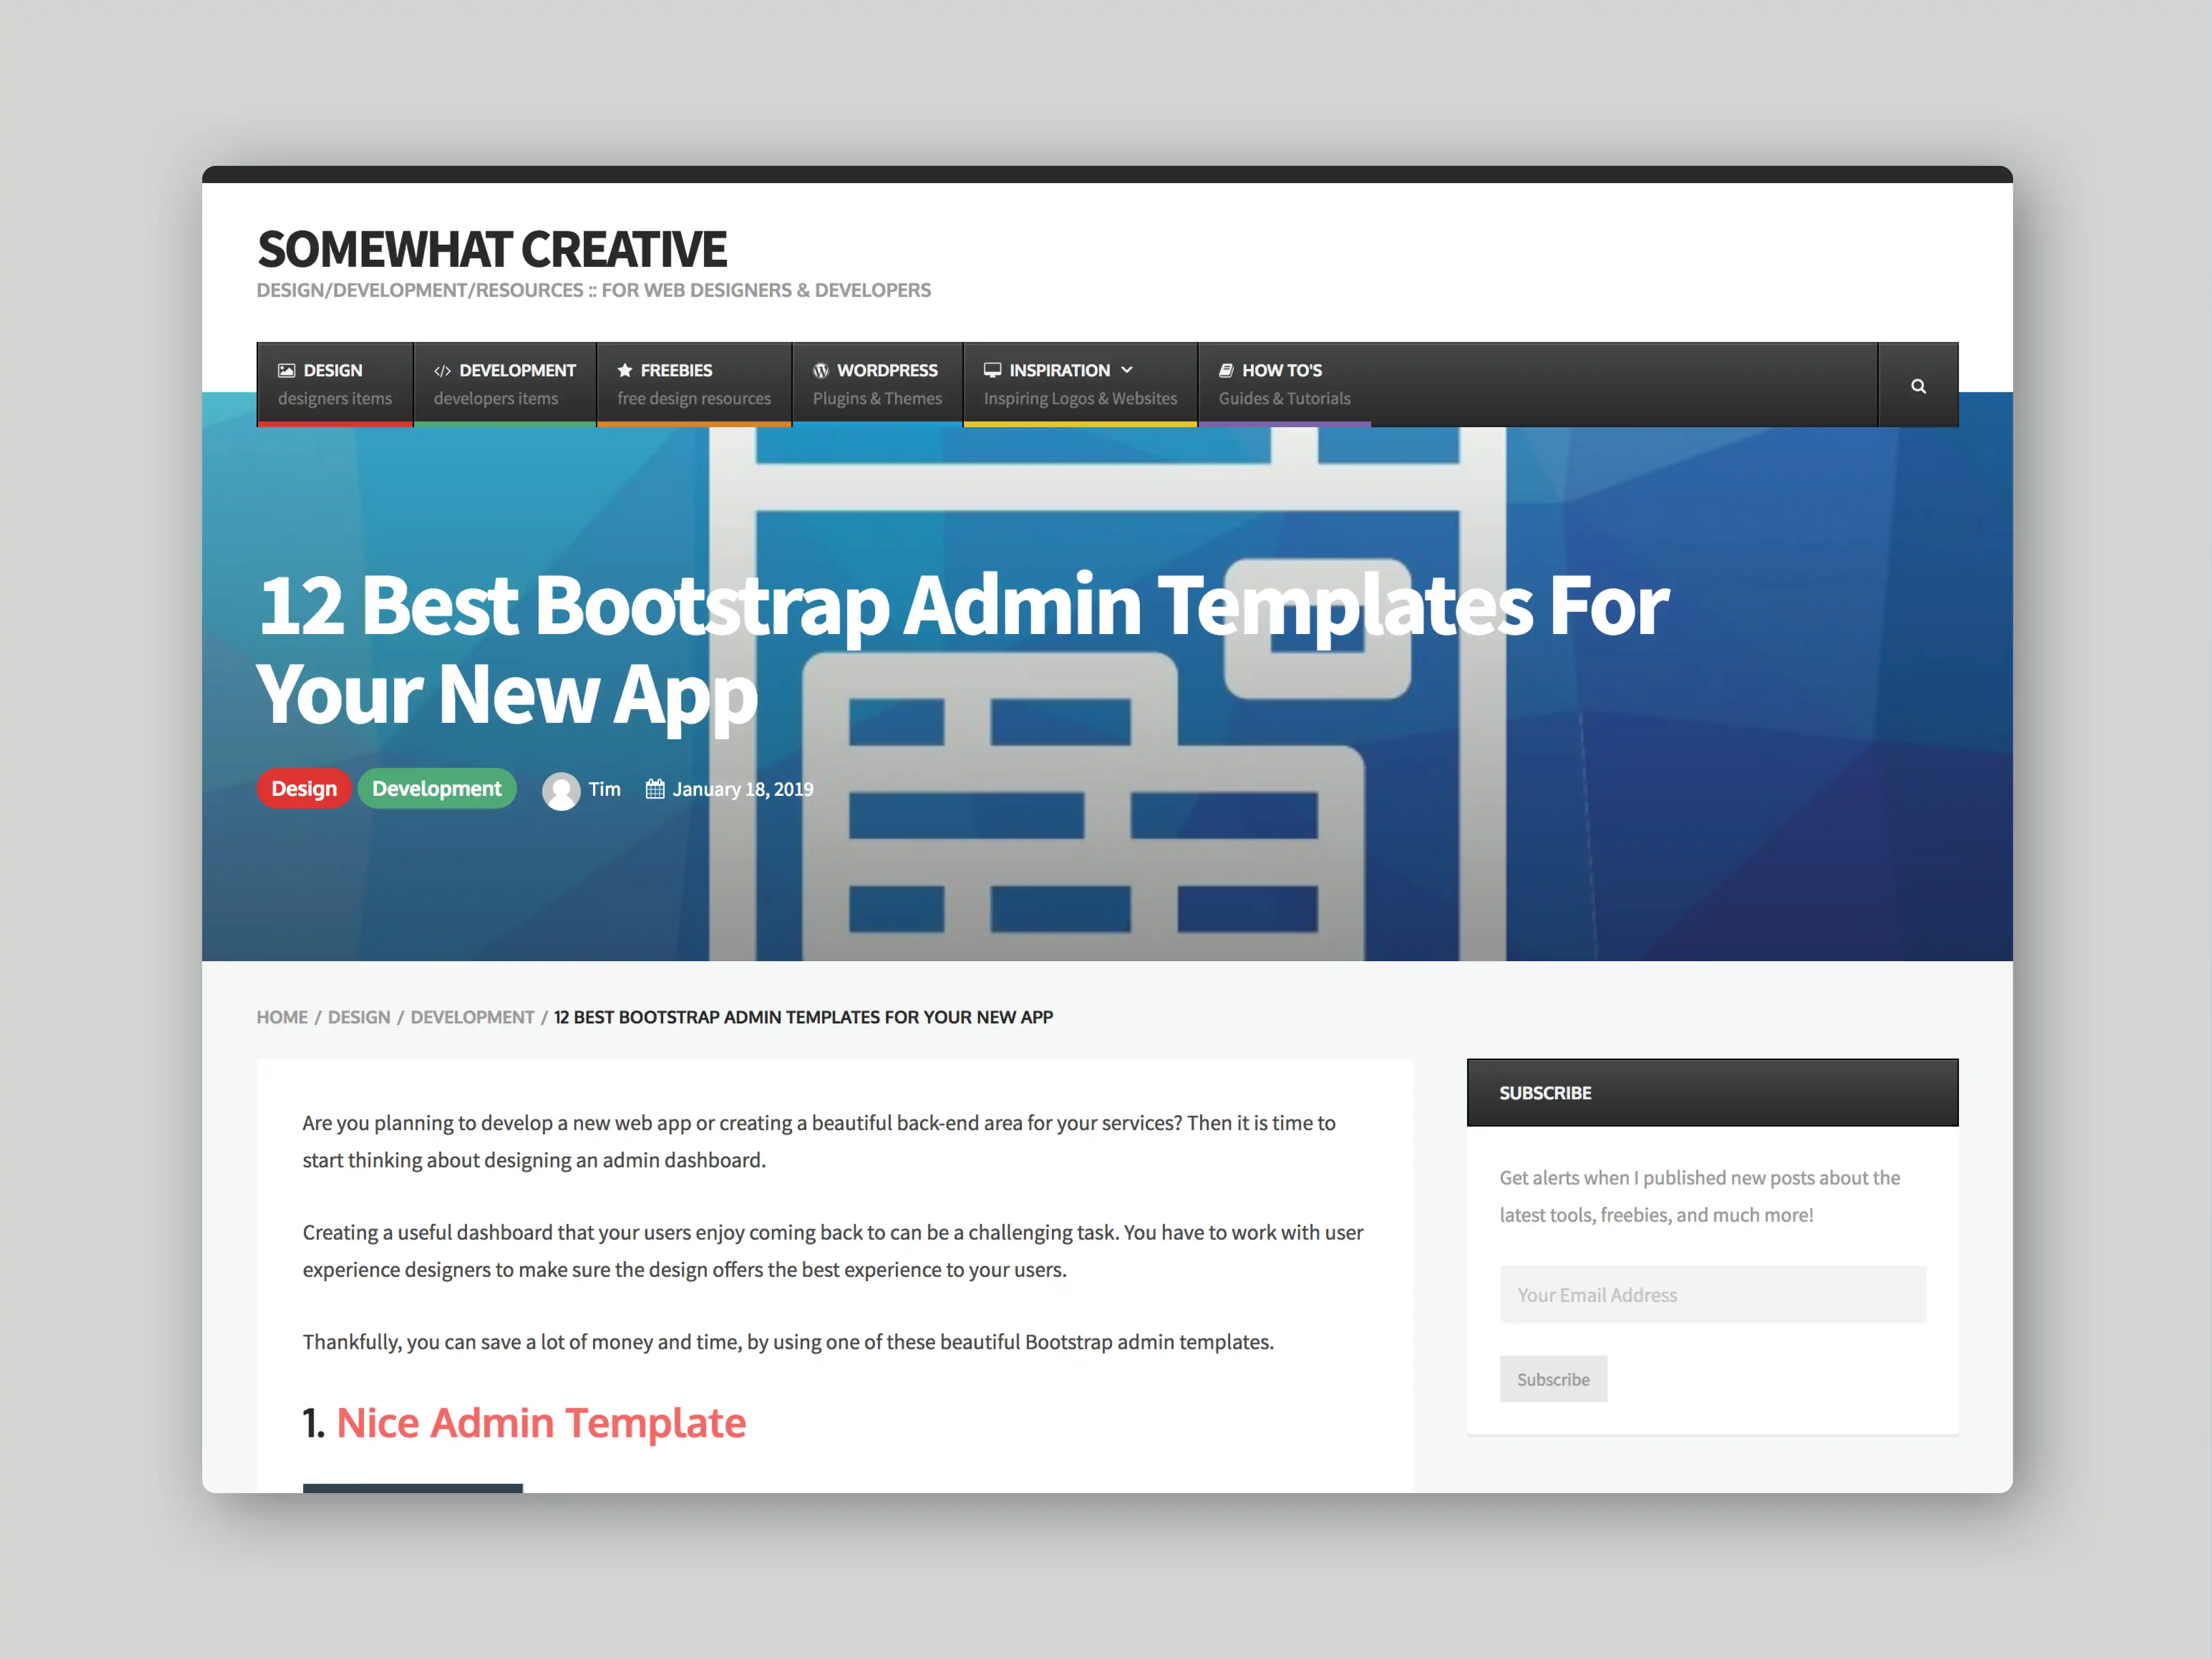 SOMEWHAT CREATIVE
DESIGN/DEVELOPMENT/RESOURCES :: FOR WEB DESIGNERS & DEVELOPERS
DESIGN
designers items
DEVELOPMENT
developers items
FREEBIES
free design resources
WORDPRESS
Plugins & Themes
INSPIRATION
Inspiring Logos & Websites
HOW TO'S
Guides & Tutorials
12 Best Bootstrap Admin Templates For
Your New App
Design Development Tim January 18, 2019
HOME / DESIGN / DEVELOPMENT / 12 BEST BOOTSTRAP ADMIN TEMPLATES FOR YOUR NEW APP
Are you planning to develop a new web app or creating a beautiful back-end area for your services? Then it is time to
start thinking about designing an admin dashboard.
Creating a useful dashboard that your users enjoy coming back to can be a challenging task. You have to work with user
experience designers to make sure the design offers the best experience to your users.
Thankfully, you can save a lot of money and time, by using one of these beautiful Bootstrap admin templates.
1. Nice Admin Template
SUBSCRIBE
Get alerts when I published new posts about the
latest tools, freebies, and much more!
Your Email Address
Subscribe